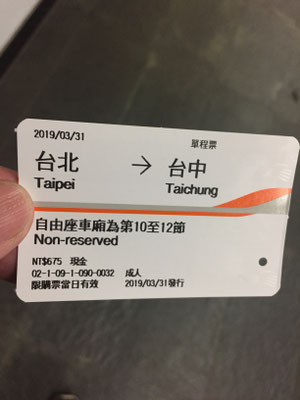 2019/03/31
單程票
台北 → 台中
Taipei Taichung
自由座車廂為第10至12節
Non-reserved
NT$675 現金
02-1-09-1-090-0032 成人
限購票當日有效 2019/03/31發行